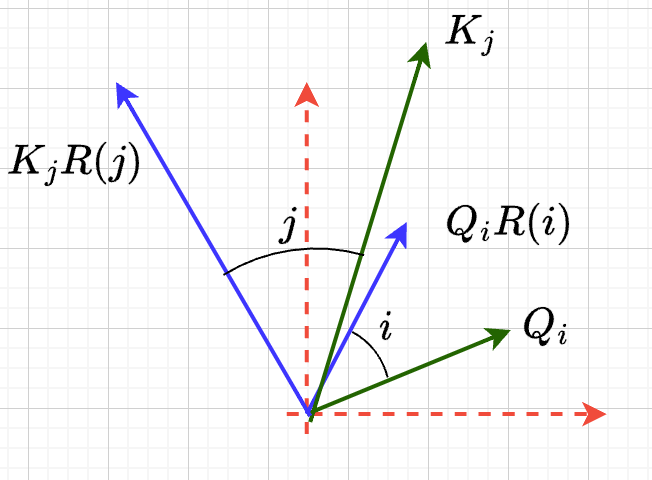 K_j
K_jR(j)
j
Q_iR(i)
i
Q_i